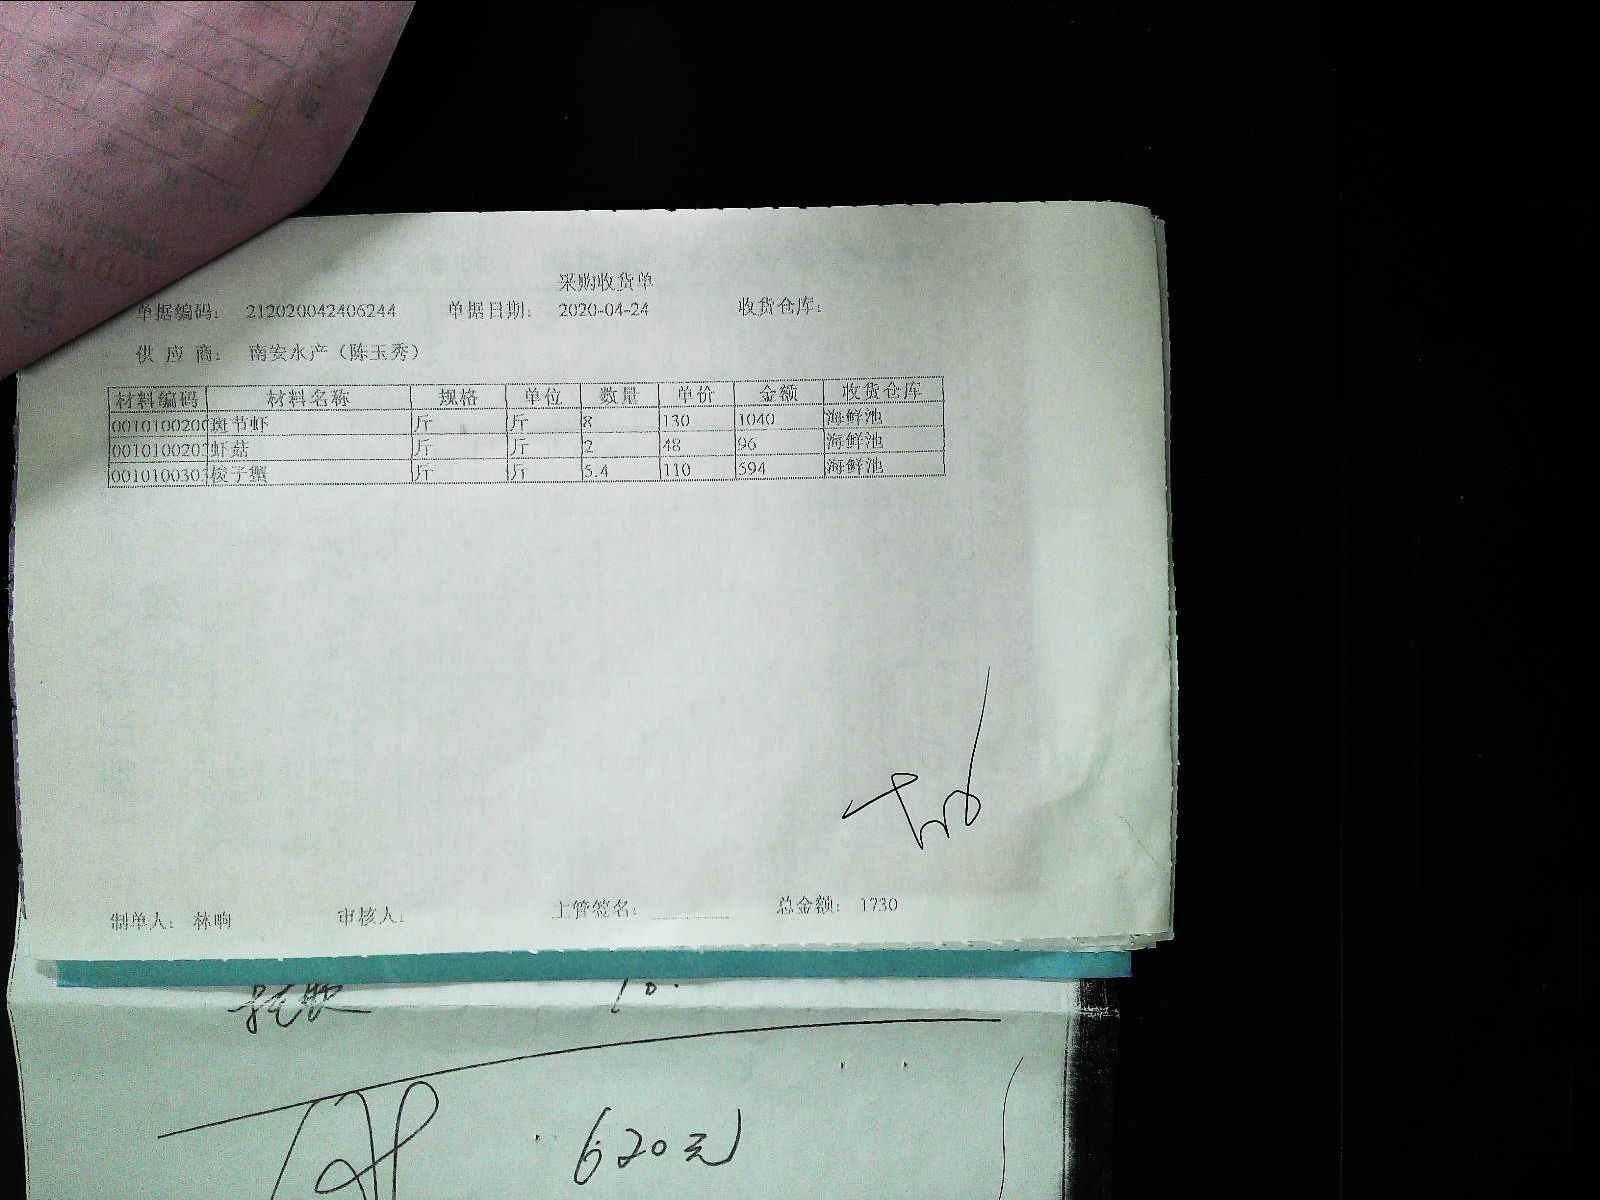 采购收货单
单据编码： 212020042406244 单据日期： 2020-04-24 收货仓库：
供 应 商： 南安水产（陈玉秀）
材料编码 材料名称 规格 单位 数量 单价 金额 收货仓库
0010100200 斑节虾 斤 斤 8 130 1040 海鲜池
001010020 虾菇 斤 斤 2 48 96 海鲜池
001010030 梭子蟹 斤 斤 5.4 110 594 海鲜池
制单人： 林响 审核人： 主管签名： 总金额： 1730
10.
620元